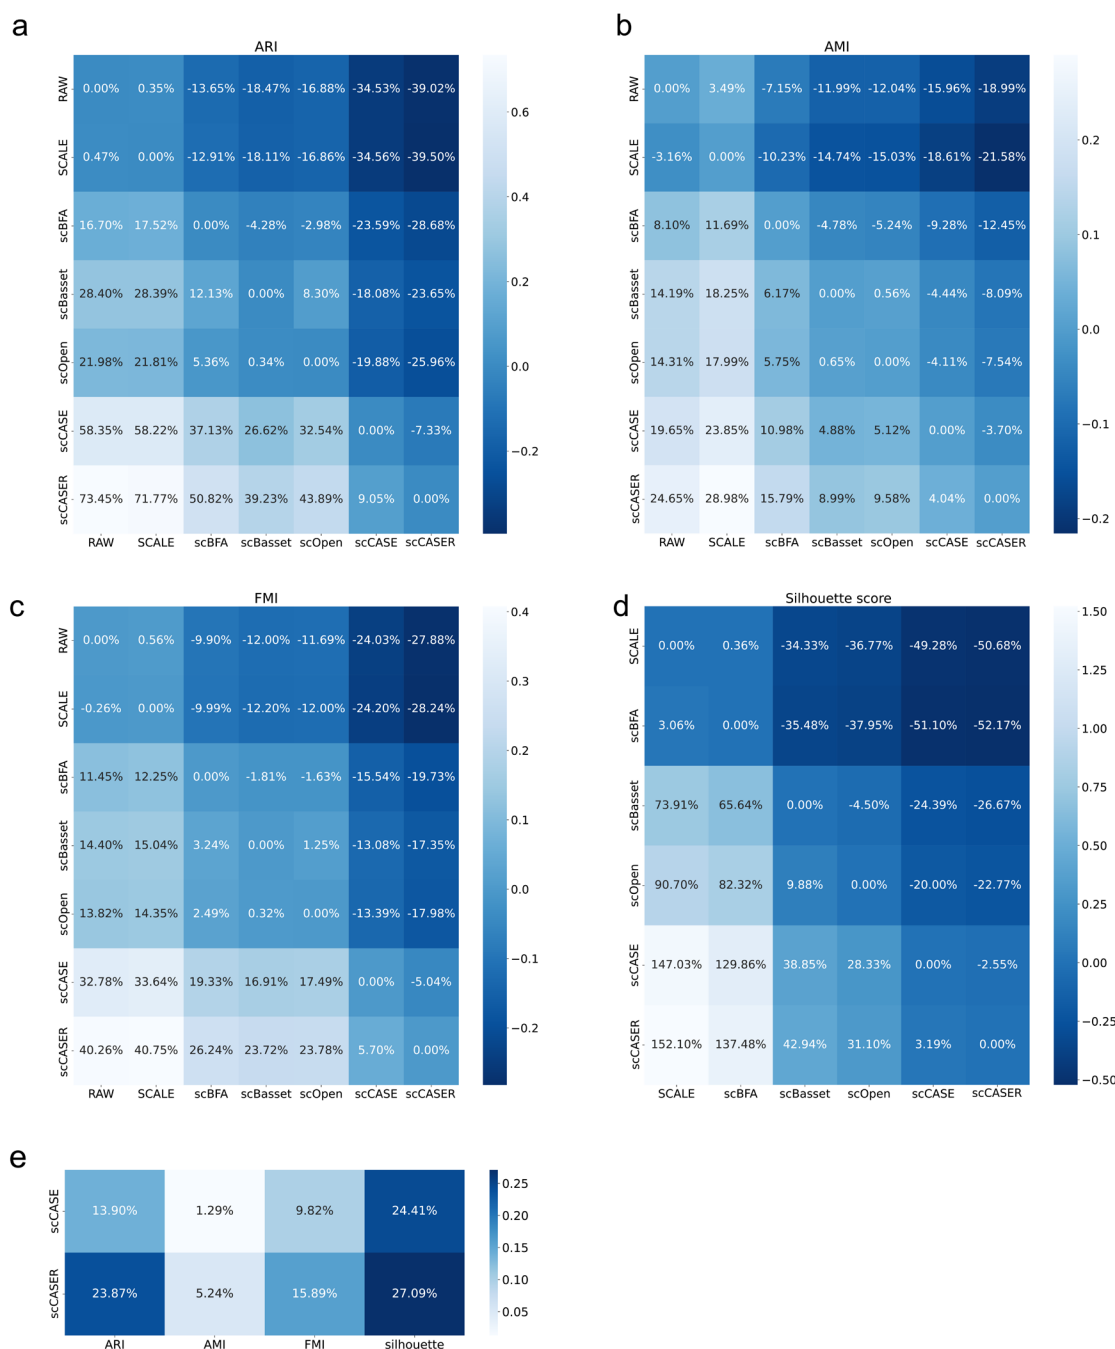 a
ARI
RAW 0.00% 0.35% -13.65% -18.47% -16.88% -34.53% -39.02%
SCALE 0.47% 0.00% -12.91% -18.11% -16.86% -34.56% -39.50%
scBFA 16.70% 17.52% 0.00% -4.28% -2.98% -23.59% -28.68%
scBasset 28.40% 28.39% 12.13% 0.00% 8.30% -18.08% -23.65%
scOpen 21.98% 21.81% 5.36% 0.34% 0.00% -19.88% -25.96%
scCASE 58.35% 58.22% 37.13% 26.62% 32.54% 0.00% -7.33%
scCASER 73.45% 71.77% 50.82% 39.23% 43.89% 9.05% 0.00%
RAW SCALE scBFA scBasset scOpen scCASE scCASER
0.6
0.4
0.2
0.0
−0.2
b
AMI
RAW 0.00% 3.49% -7.15% -11.99% -12.04% -15.96% -18.99%
SCALE -3.16% 0.00% -10.23% -14.74% -15.03% -18.61% -21.58%
scBFA 8.10% 11.69% 0.00% -4.78% -5.24% -9.28% -12.45%
scBasset 14.19% 18.25% 6.17% 0.00% 0.56% -4.44% -8.09%
scOpen 14.31% 17.99% 5.75% 0.65% 0.00% -4.11% -7.54%
scCASE 19.65% 23.85% 10.98% 4.88% 5.12% 0.00% -3.70%
scCASER 24.65% 28.98% 15.79% 8.99% 9.58% 4.04% 0.00%
RAW SCALE scBFA scBasset scOpen scCASE scCASER
0.2
0.1
0.0
−0.1
−0.2
c
FMI
RAW 0.00% 0.56% -9.90% -12.00% -11.69% -24.03% -27.88%
SCALE -0.26% 0.00% -9.99% -12.20% -12.00% -24.20% -28.24%
scBFA 11.45% 12.25% 0.00% -1.81% -1.63% -15.54% -19.73%
scBasset 14.40% 15.04% 3.24% 0.00% 1.25% -13.08% -17.35%
scOpen 13.82% 14.35% 2.49% 0.32% 0.00% -13.39% -17.98%
scCASE 32.78% 33.64% 19.33% 16.91% 17.49% 0.00% -5.04%
scCASER 40.26% 40.75% 26.24% 23.72% 23.78% 5.70% 0.00%
RAW SCALE scBFA scBasset scOpen scCASE scCASER
0.4
0.3
0.2
0.1
0.0
−0.1
−0.2
d
Silhouette score
SCALE 0.00% 0.36% -34.33% -36.77% -49.28% -50.68%
scBFA 3.06% 0.00% -35.48% -37.95% -51.10% -52.17%
scBasset 73.91% 65.64% 0.00% -4.50% -24.39% -26.67%
scOpen 90.70% 82.32% 9.88% 0.00% -20.00% -22.77%
scCASE 147.03% 129.86% 38.85% 28.33% 0.00% -2.55%
scCASER 152.10% 137.48% 42.94% 31.10% 3.19% 0.00%
SCALE scBFA scBasset scOpen scCASE scCASER
1.50
1.25
1.00
0.75
0.50
0.25
0.00
−0.25
−0.50
e
scCASE 13.90% 1.29% 9.82% 24.41%
scCASER 23.87% 5.24% 15.89% 27.09%
ARI AMI FMI silhouette
0.25
0.20
0.15
0.10
0.05